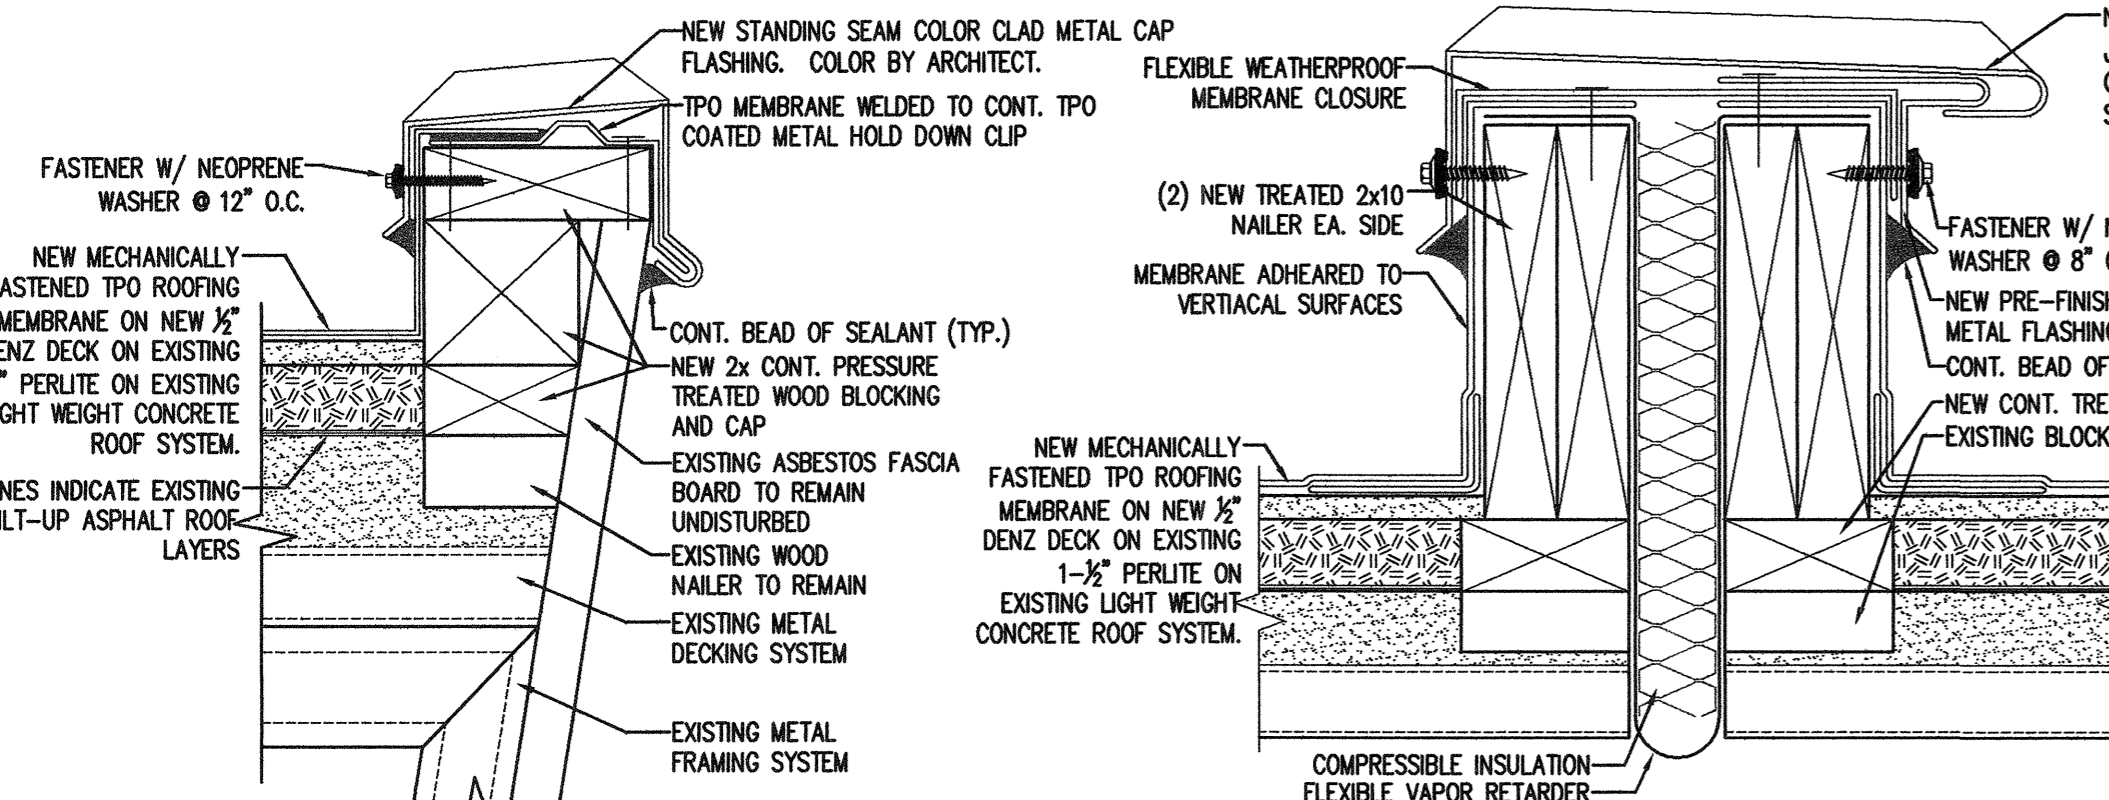 NEW STANDING SEAM COLOR CLAD METAL CAP
FLASHING. COLOR BY ARCHITECT.
TPO MEMBRANE WELDED TO CONT. TPO
COATED METAL HOLD DOWN CLIP
FASTENER W/ NEOPRENE
WASHER @ 12" O.C.
NEW MECHANICALLY
ASTENED TPO ROOFING
MEMBRANE ON NEW ½"
ENZ DECK ON EXISTING
" PERLITE ON EXISTING
GHT WEIGHT CONCRETE
ROOF SYSTEM.
NES INDICATE EXISTING
ILT-UP ASPHALT ROOF
LAYERS
CONT. BEAD OF SEALANT (TYP.)
NEW 2x CONT. PRESSURE
TREATED WOOD BLOCKING
AND CAP
EXISTING ASBESTOS FASCIA
BOARD TO REMAIN
UNDISTURBED
EXISTING WOOD
NAILER TO REMAIN
EXISTING METAL
DECKING SYSTEM
EXISTING METAL
FRAMING SYSTEM
FLEXIBLE WEATHERPROOF
MEMBRANE CLOSURE
(2) NEW TREATED 2x10
NAILER EA. SIDE
MEMBRANE ADHEARED TO
VERTIACAL SURFACES
NEW MECHANICALLY
FASTENED TPO ROOFING
MEMBRANE ON NEW ½"
DENZ DECK ON EXISTING
1-½" PERLITE ON
EXISTING LIGHT WEIGHT
CONCRETE ROOF SYSTEM.
COMPRESSIBLE INSULATION
FLEXIBLE VAPOR RETARDER
FASTENER W/
WASHER @ 8"
NEW PRE-FINISH
METAL FLASHING
CONT. BEAD OF
NEW CONT. TRE
EXISTING BLOCK